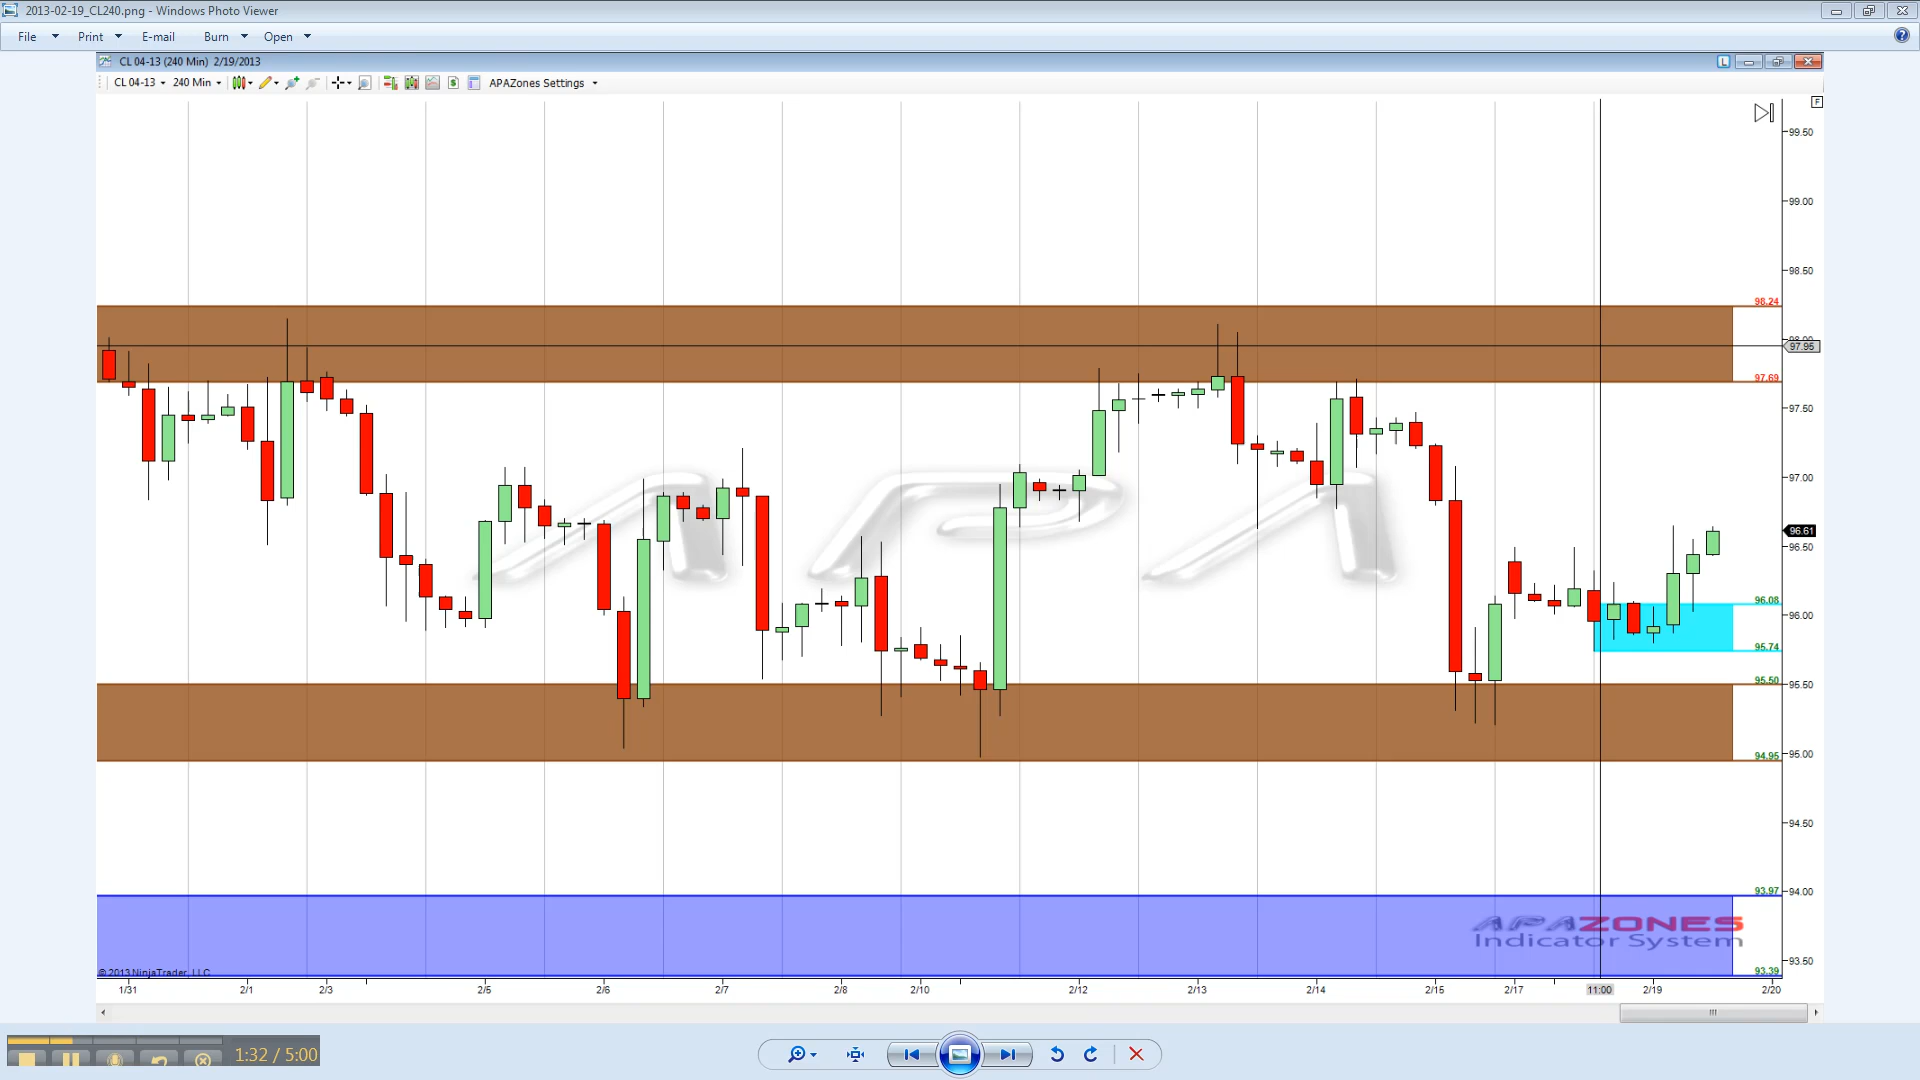 2013-02-19_CL240.png - Windows Photo Viewer
File Print E-mail Burn Open
CL 04-13 (240 Min) 2/19/2013
L
CL 04-13 240 Min $ APAZones Settings
F
99.50
99.00
98.50
98.24
98.00
97.95
97.69
97.50
97.00
96.61
96.50
96.08
96.00
95.74
95.50
95.50
94.95
95.00
94.50
93.97
94.00
APA
APAZONES
Indicator System
93.50
93.39
© 2013 NinjaTrader, LLC
1/31 2/1 2/3 2/5 2/6 2/7 2/8 2/10 2/12 2/13 2/14 2/15 2/17 11:00 2/19 2/20
1:32 / 5:00